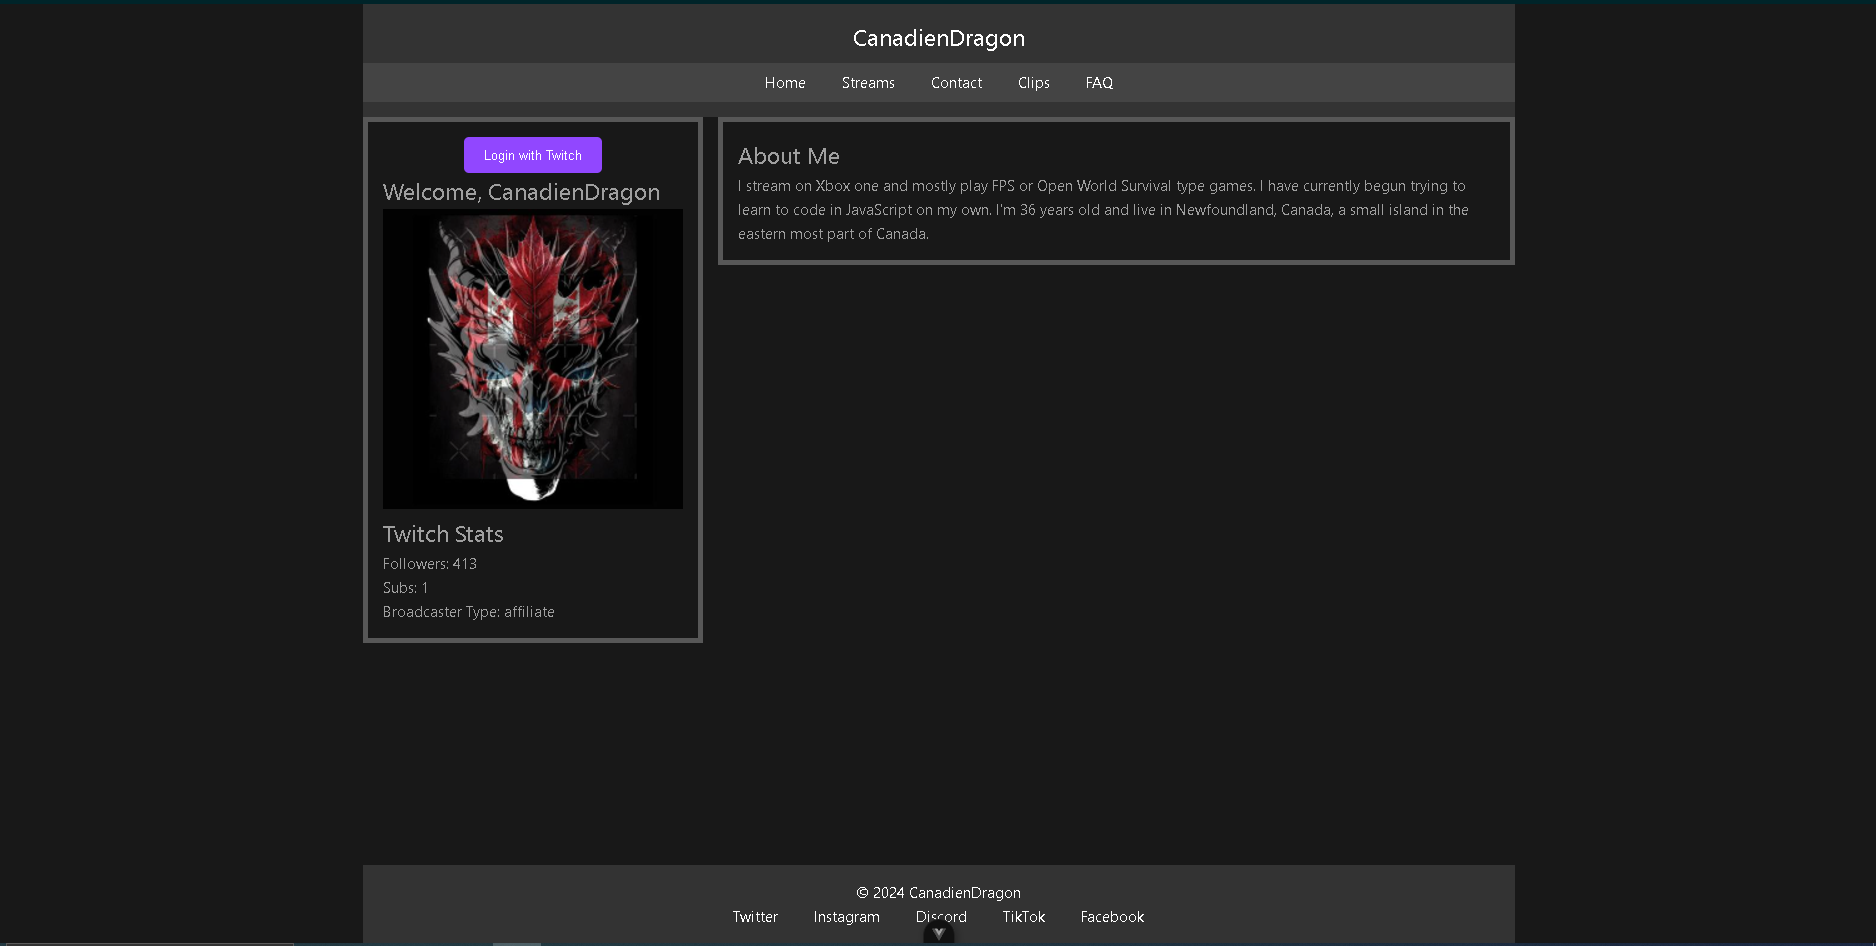 CanadienDragon
Home Streams Contact Clips FAQ
Login with Twitch
Welcome, CanadienDragon
Twitch Stats
Followers: 413
Subs: 1
Broadcaster Type: affiliate
About Me
I stream on Xbox one and mostly play FPS or Open World Survival type games. I have currently begun trying to
learn to code in JavaScript on my own. I'm 36 years old and live in Newfoundland, Canada, a small island in the
eastern most part of Canada.
© 2024 CanadienDragon
Twitter Instagram Discord TikTok Facebook